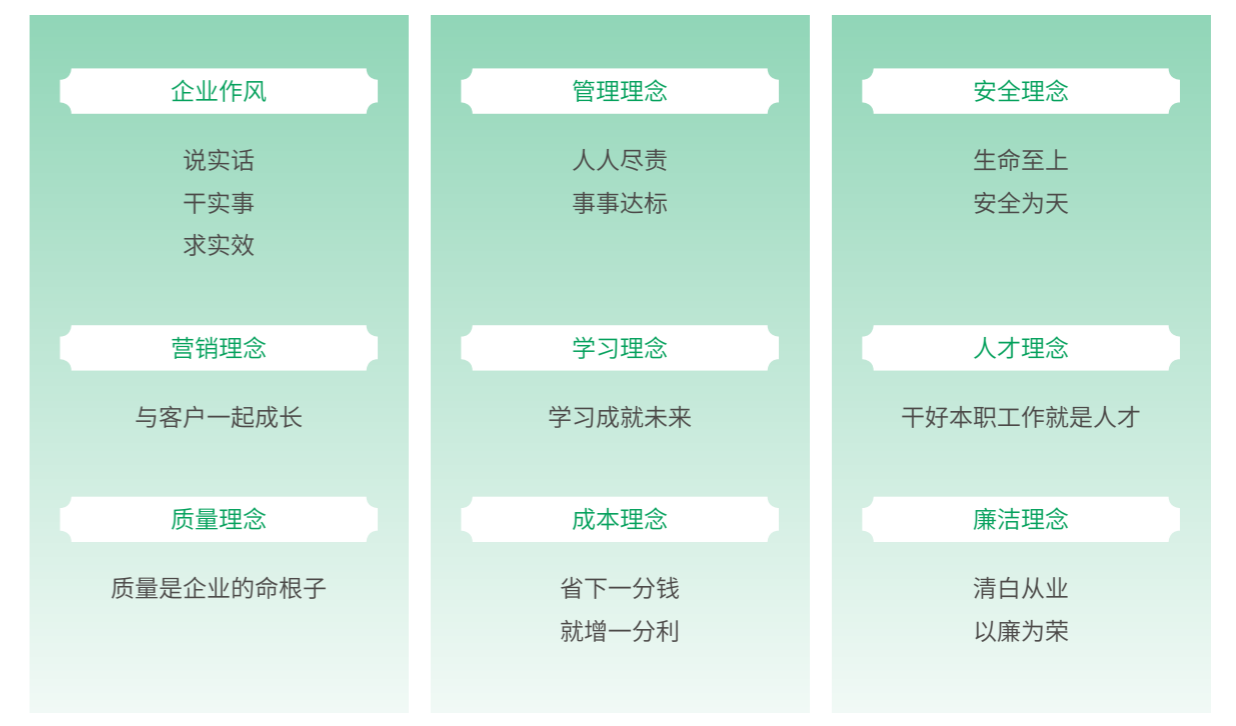 企业作风
说实话
干实事
求实效
管理理念
人人尽责
事事达标
安全理念
生命至上
安全为天
营销理念
与客户一起成长
学习理念
学习成就未来
人才理念
干好本职工作就是人才
质量理念
质量是企业的命根子
成本理念
省下一分钱
就增一分利
廉洁理念
清白从业
以廉为荣